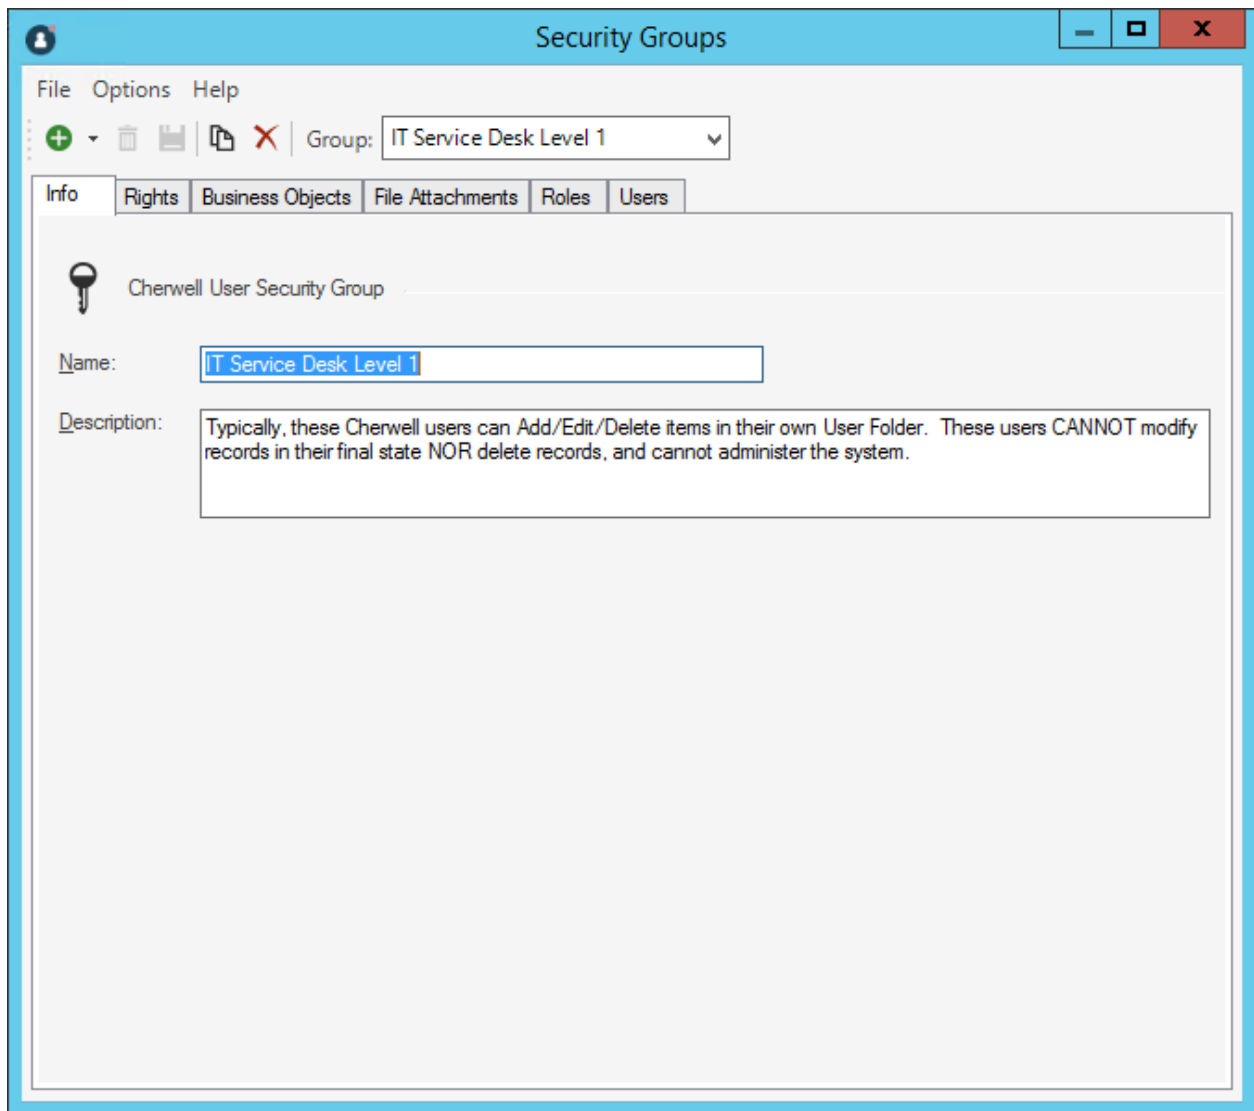 Security Groups
File Options Help
Group: IT Service Desk Level 1
Info Rights Business Objects File Attachments Roles Users
Cherwell User Security Group
Name: IT Service Desk Level 1
Description: Typically, these Cherwell users can Add/Edit/Delete items in their own User Folder.  These users CANNOT modify
records in their final state NOR delete records, and cannot administer the system.